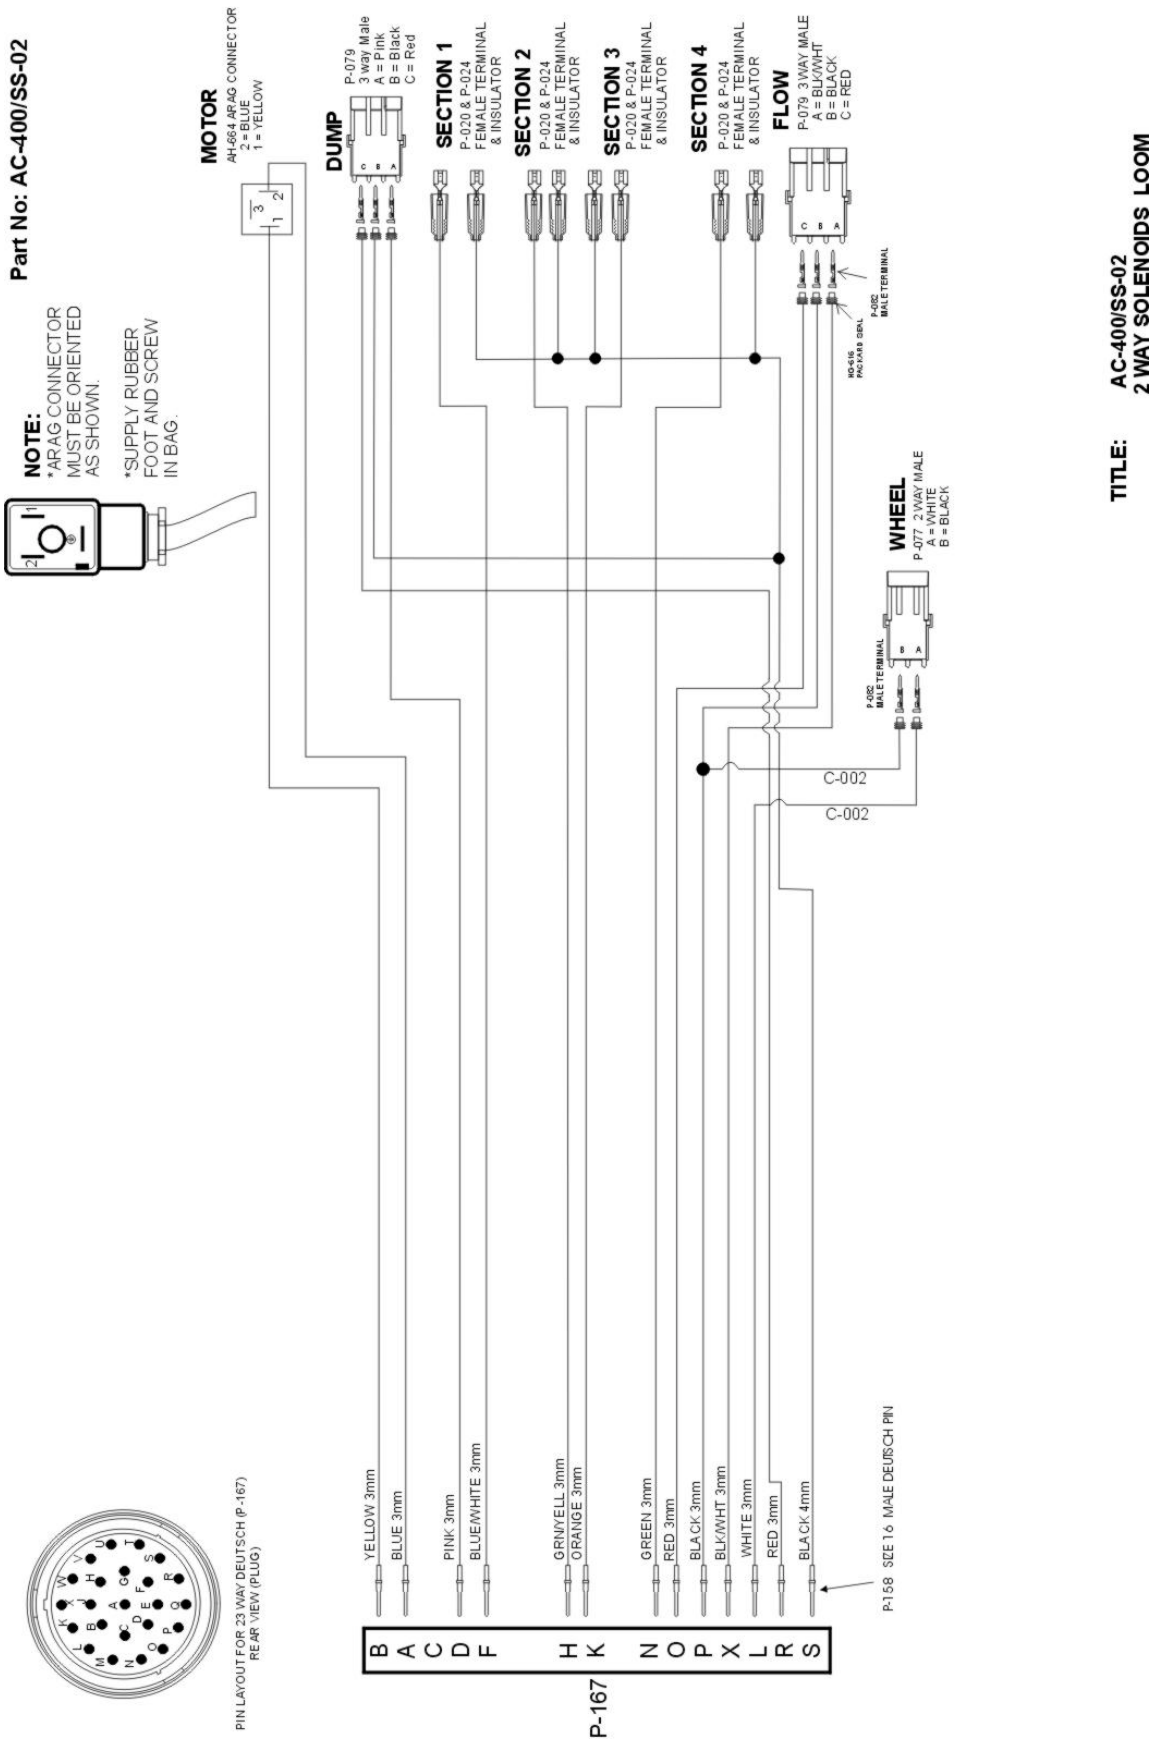 Part No: AC-400/SS-02
NOTE:
*ARAG CONNECTOR
MUST BE ORIENTED
AS SHOWN.
*SUPPLY RUBBER
FOOT AND SCREW
IN BAG.
2
1
MOTOR
AH-664 ARAG CONNECTOR
2 = BLUE
1 = YELLOW
3
1
2
DUMP
P-079
3 way Male
A = Pink
B = Black
C = Red
C
B
A
SECTION 1
P-020 & P-024
FEMALE TERMINAL
& INSULATOR
SECTION 2
P-020 & P-024
FEMALE TERMINAL
& INSULATOR
SECTION 3
P-020 & P-024
FEMALE TERMINAL
& INSULATOR
SECTION 4
P-020 & P-024
FEMALE TERMINAL
& INSULATOR
FLOW
P-079 3 WAY MALE
A = BLK/WHT
B = BLACK
C = RED
C
B
A
P-082
MALE TERMINAL
HG-616
PACKARD SEAL
WHEEL
P-077 2 WAY MALE
A = WHITE
B = BLACK
B
A
P-082
MALE TERMINAL
C-002
C-002
PIN LAYOUT FOR 23 WAY DEUTSCH (P-167)
REAR VIEW (PLUG)
A
B
C
D
E
F
G
H
J
K
L
M
N
O
P
Q
R
S
T
U
V
W
X
YELLOW 3mm
BLUE 3mm
PINK 3mm
BLUE/WHITE 3mm
GRN/YELL 3mm
ORANGE 3mm
GREEN 3mm
RED 3mm
BLACK 3mm
BLK/WHT 3mm
WHITE 3mm
RED 3mm
BLACK 4mm
B
A
C
D
F
H
K
N
O
P
X
L
R
S
P-167
P-158 SIZE 16 MALE DEUTSCH PIN
TITLE:
AC-400/SS-02
2 WAY SOLENOIDS LOOM